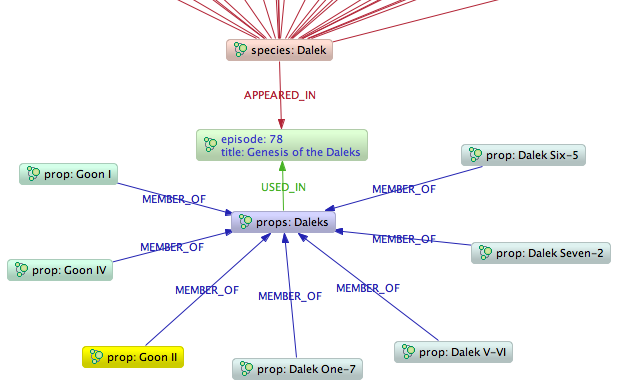 species: Dalek
APPEARED_IN
episode: 78
title: Genesis of the Daleks
prop: Dalek Six-5
prop: Goon I
USED_IN
MEMBER_OF
MEMBER_OF
props: Daleks
MEMBER_OF
MEMBER_OF
prop: Dalek Seven-2
prop: Goon IV
MEMBER_OF
MEMBER_OF
MEMBER_OF
prop: Goon II
prop: Dalek V-VI
prop: Dalek One-7